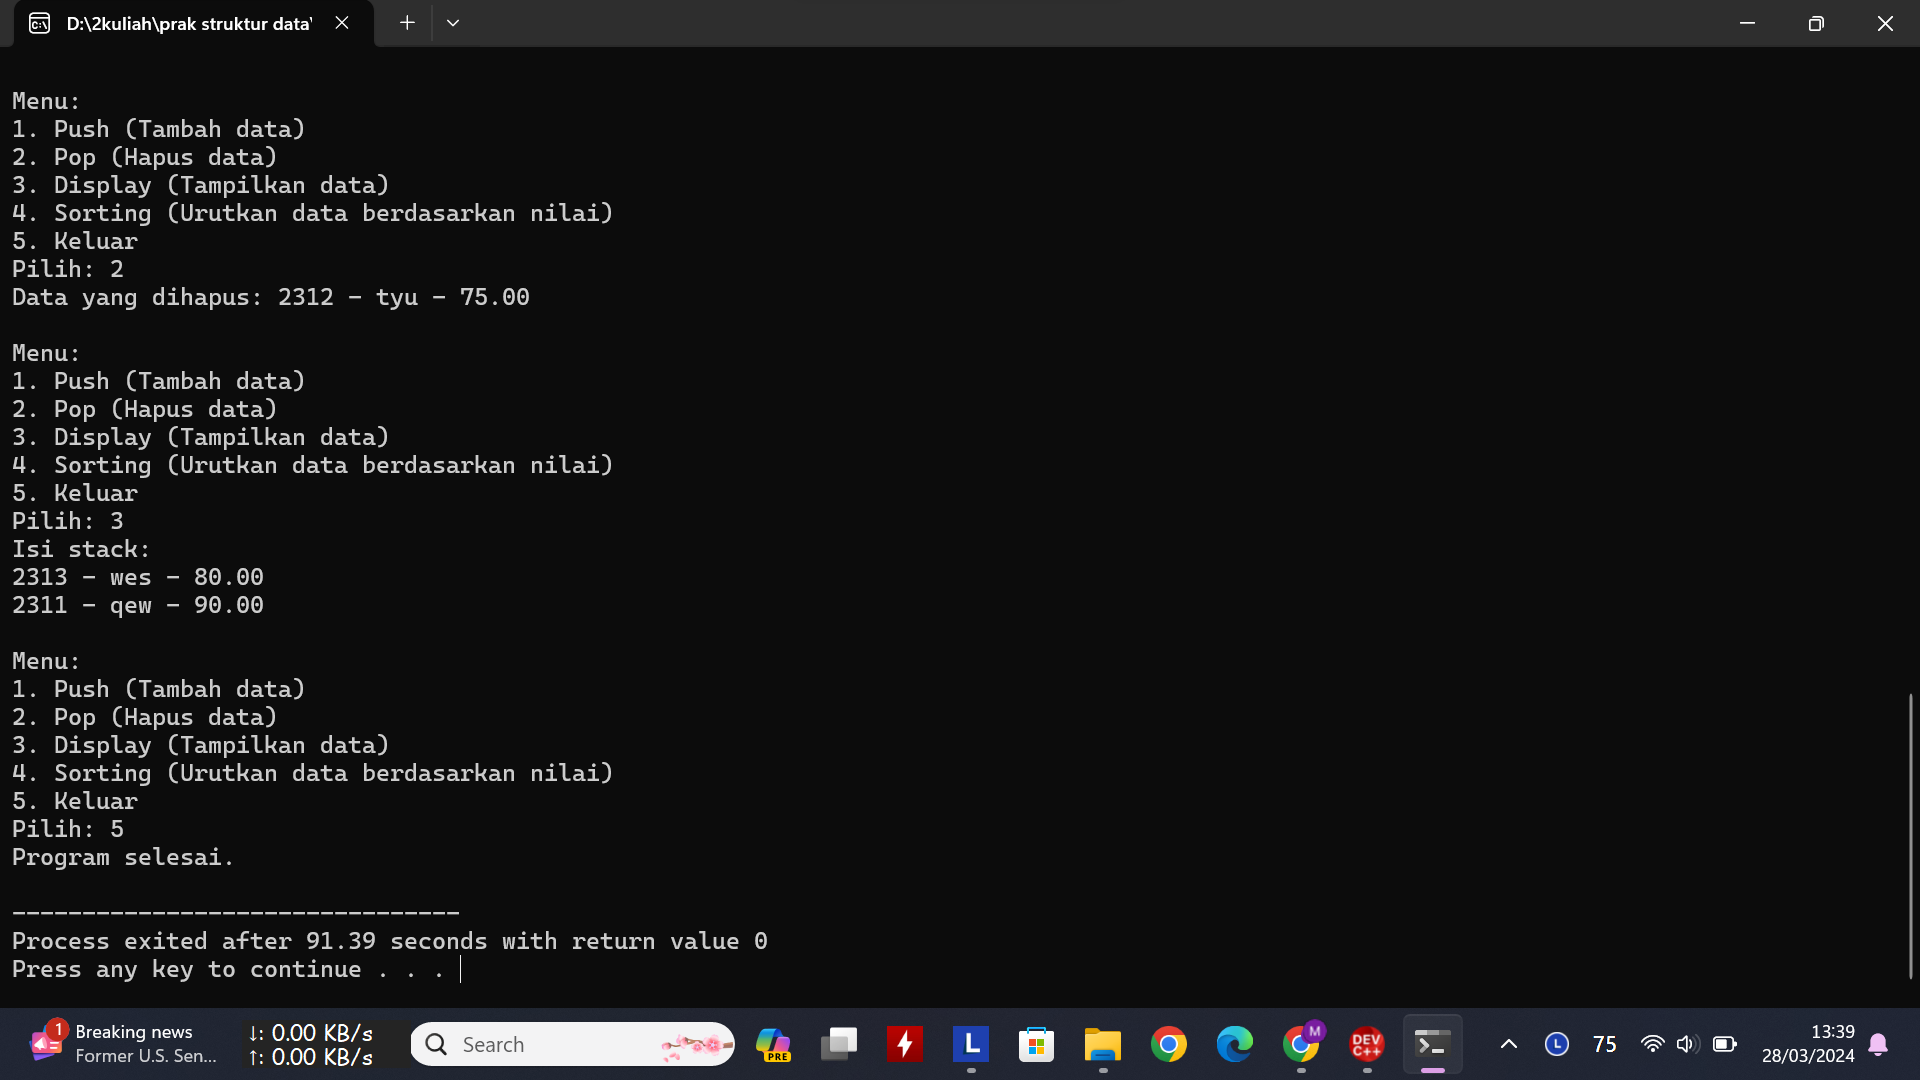 D:\2kuliah\prak struktur data\
Menu:
1. Push (Tambah data)
2. Pop (Hapus data)
3. Display (Tampilkan data)
4. Sorting (Urutkan data berdasarkan nilai)
5. Keluar
Pilih: 2
Data yang dihapus: 2312 - tyu - 75.00
Menu:
1. Push (Tambah data)
2. Pop (Hapus data)
3. Display (Tampilkan data)
4. Sorting (Urutkan data berdasarkan nilai)
5. Keluar
Pilih: 3
Isi stack:
2313 - wes - 80.00
2311 - qew - 90.00
Menu:
1. Push (Tambah data)
2. Pop (Hapus data)
3. Display (Tampilkan data)
4. Sorting (Urutkan data berdasarkan nilai)
5. Keluar
Pilih: 5
Program selesai.
--------------------------------
Process exited after 91.39 seconds with return value 0
Press any key to continue . . .
1
Breaking news
Former U.S. Sen...
↓: 0.00 KB/s
↑: 0.00 KB/s
Search
PRE
L
M
DEV C++
L
75
13:39
28/03/2024